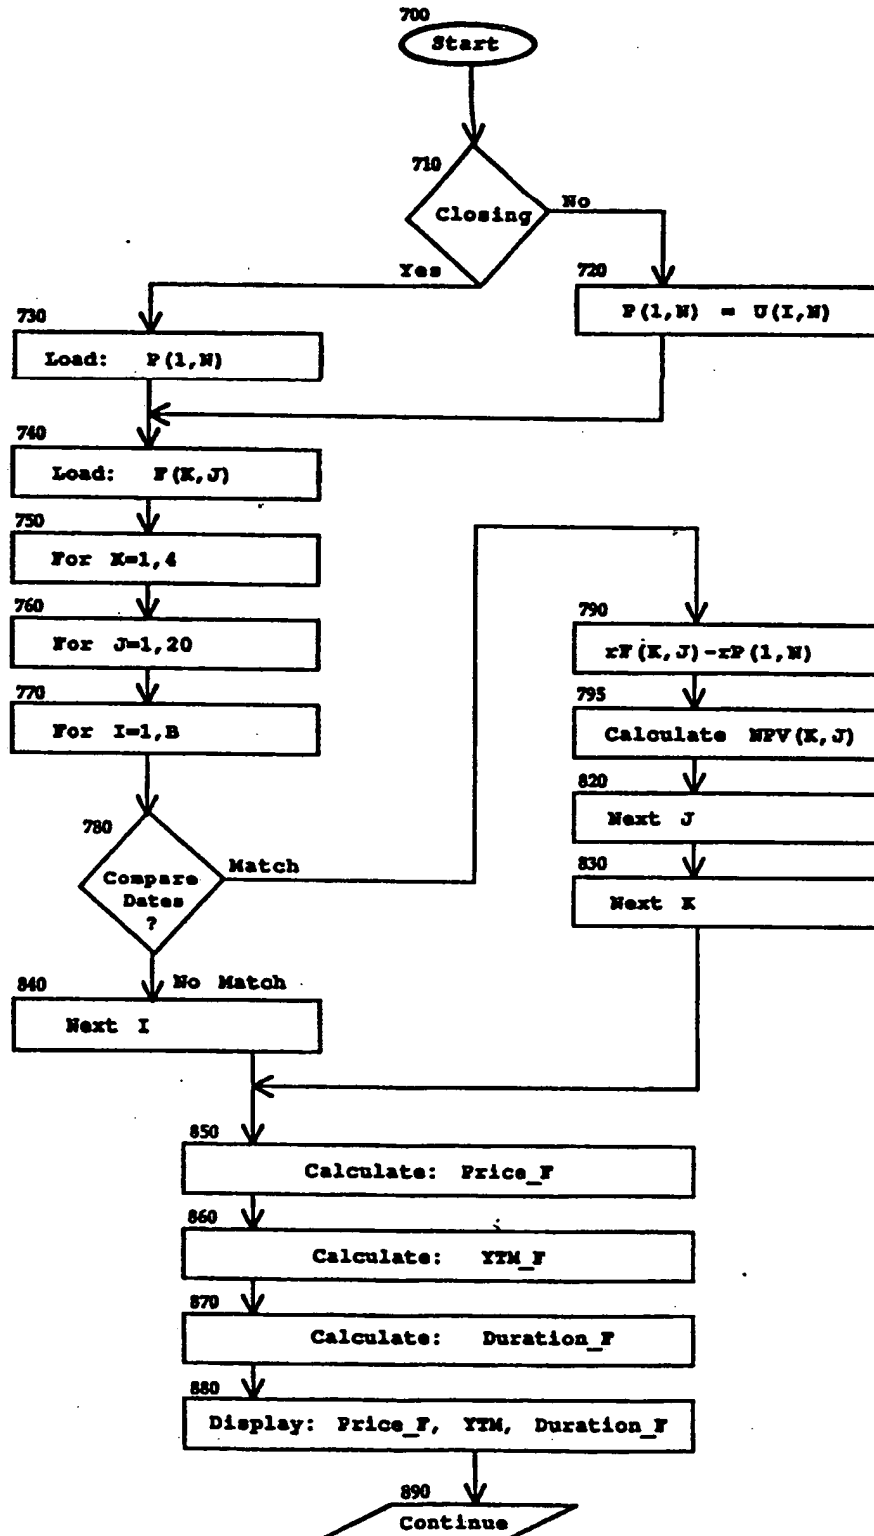 700
Start
710
Closing
No
Yes
720
P(1,N) = U(I,N)
730
Load: P(1,N)
740
Load: F(K,J)
750
For K=1,4
760
For J=1,20
770
For I=1,B
780
Compare
Dates
?
Match
No Match
790
rF(K,J)-rP(1,N)
795
Calculate NPV(K,J)
820
Next J
830
Next K
840
Next I
850
Calculate: Price_F
860
Calculate: YTM_F
870
Calculate: Duration_F
880
Display: Price_F, YTM, Duration_F
890
Continue